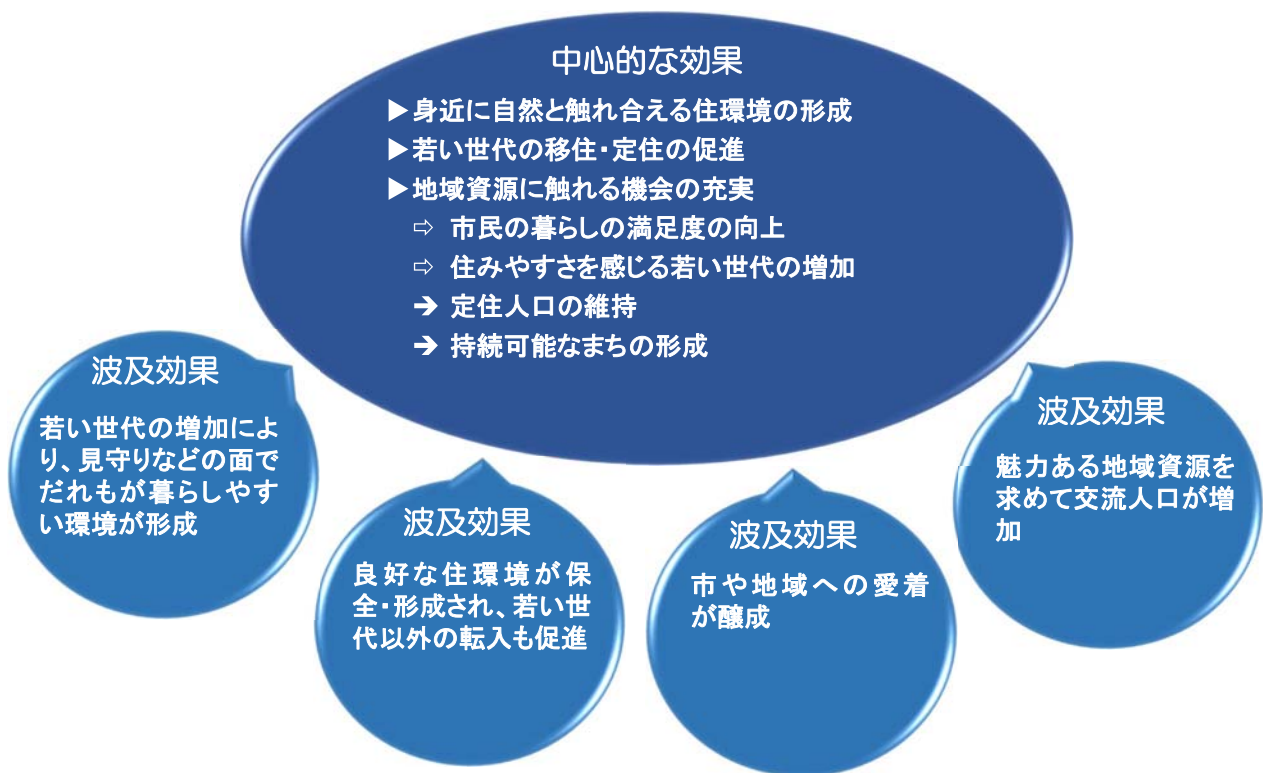 中心的な効果
▶身近に自然と触れ合える住環境の形成
▶若い世代の移住・定住の促進
▶地域資源に触れる機会の充実
⇨ 市民の暮らしの満足度の向上
⇨ 住みやすさを感じる若い世代の増加
➔ 定住人口の維持
➔ 持続可能なまちの形成
波及効果
若い世代の増加によ
り、見守りなどの面で
だれもが暮らしやす
い環境が形成
波及効果
良好な住環境が保
全・形成され、若い世
代以外の転入も促進
波及効果
市や地域への愛着
が醸成
波及効果
魅力ある地域資源を
求めて交流人口が増
加